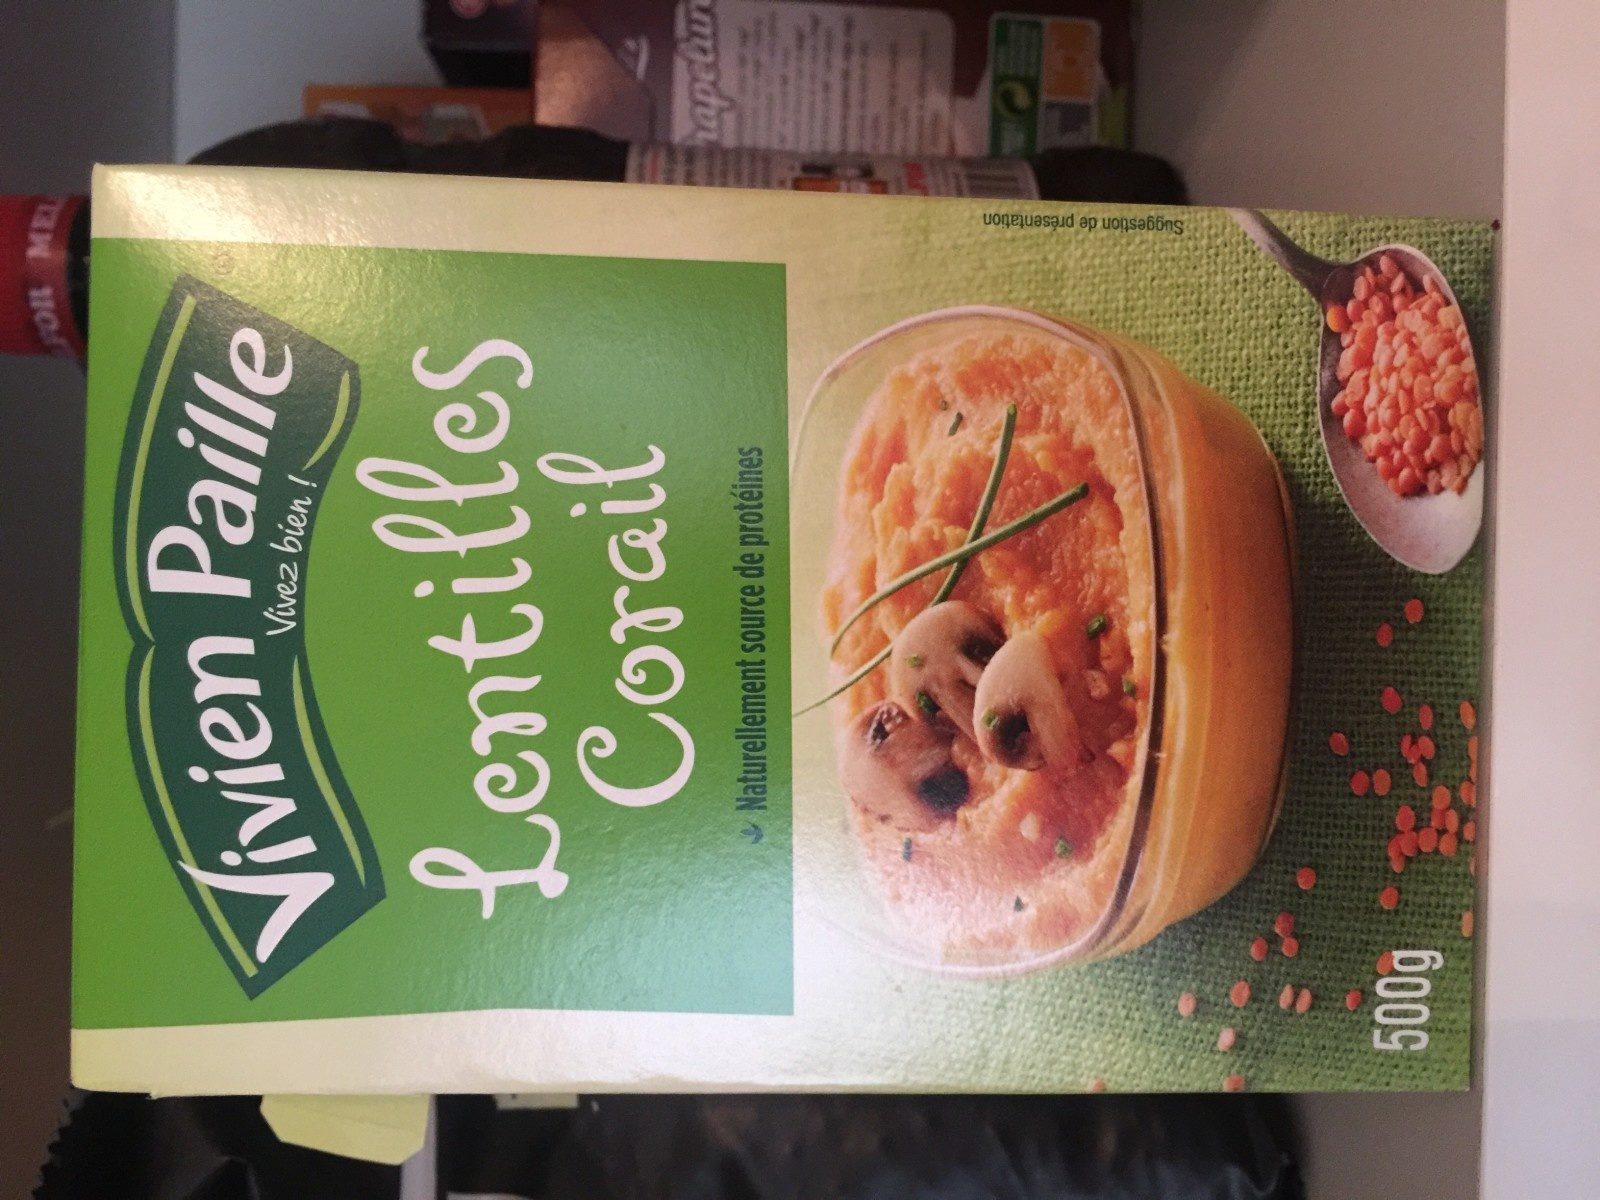 Vivien Paille
Vivez bien !
Lentilles
Corail
Naturellement source de protéines
Suggestion de présentation
500g